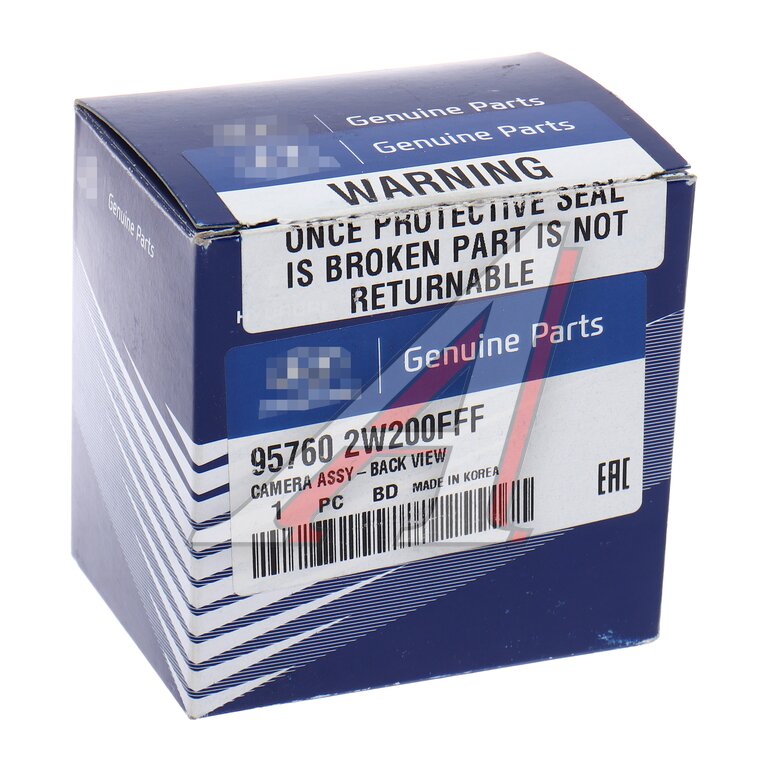 Genuine Parts
Genuine Parts
WARNING
ONCE PROTECTIVE SEAL
IS BROKEN PART IS NOT
RETURNABLE
Genuine Parts
Genuine Parts
95760 2W200FFF
CAMERA ASSY-BACK VIEW
1 PC BD MADE IN KOREA
EAC